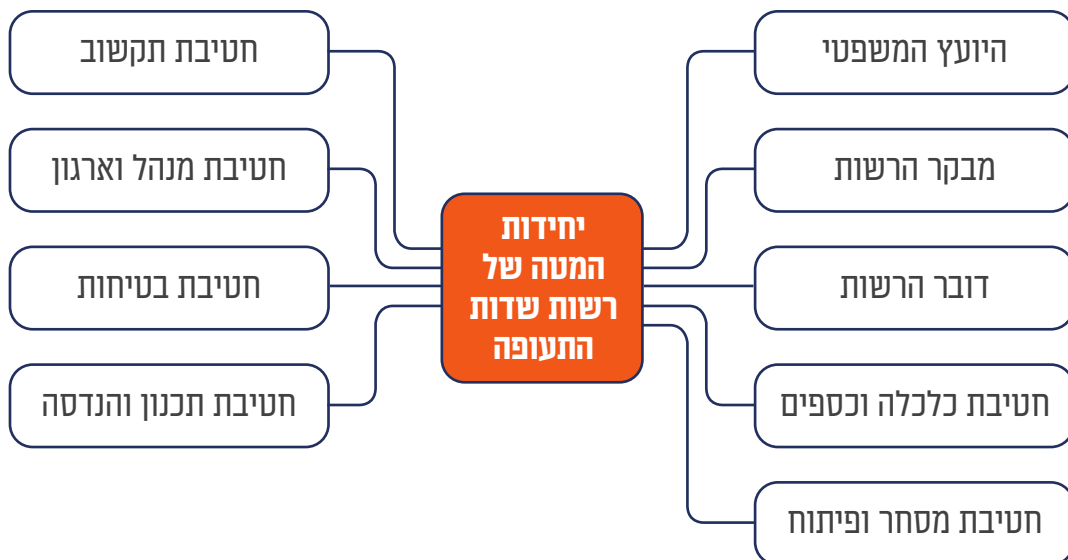 יחידות
המטה של
רשות שדות
התעופה
היועץ המשפטי
מבקר הרשות
דובר הרשות
חטיבת כלכלה וכספים
חטיבת מסחר ופיתוח
חטיבת תקשוב
חטיבת מנהל וארגון
חטיבת בטיחות
חטיבת תכנון והנדסה